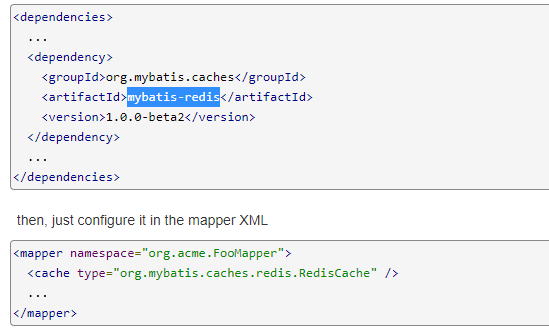 <dependencies>
...
<dependency>
<groupId>org.mybatis.caches</groupId>
<artifactId>mybatis-redis</artifactId>
<version>1.0.0-beta2</version>
</dependency>
...
</dependencies>
then, just configure it in the mapper XML
<mapper namespace="org.acme.FooMapper">
<cache type="org.mybatis.caches.redis.RedisCache" />
...
</mapper>